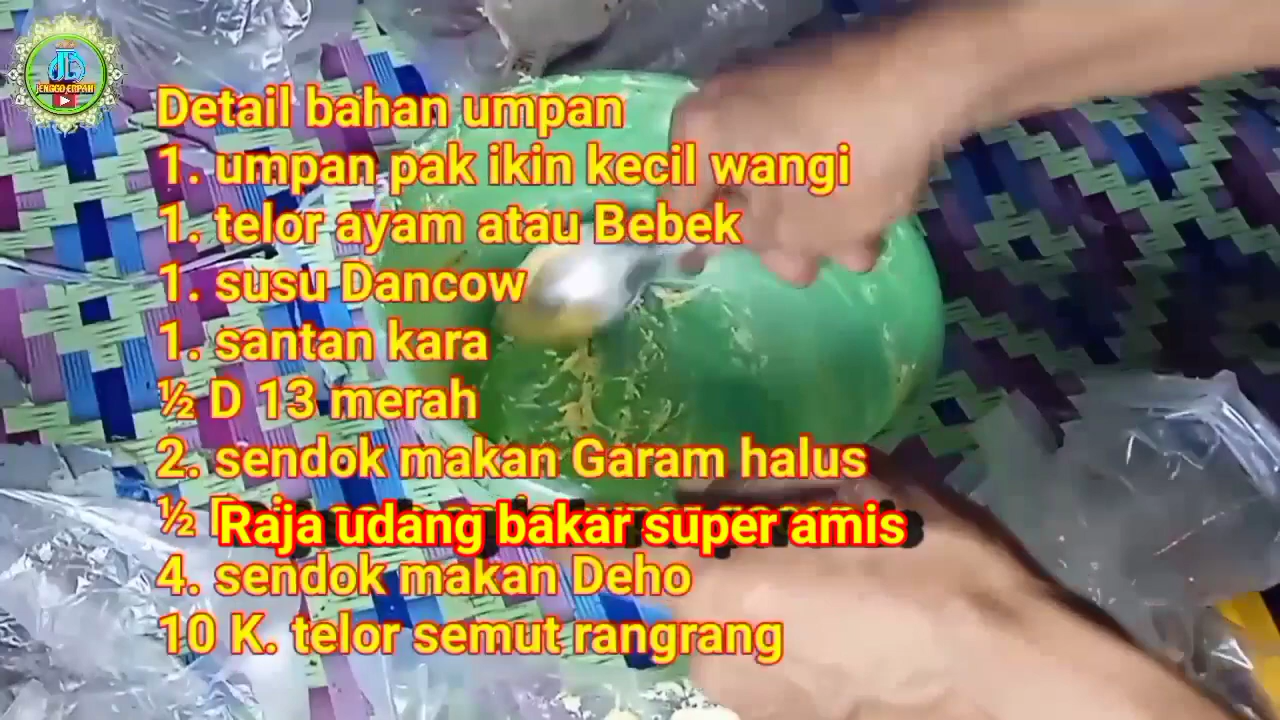 JENGGO ERPAH
Detail bahan umpan
1. umpan pak ikin kecil wangi
1. telor ayam atau Bebek
1. susu Dancow
1. santan kara
½ D 13 merah
2. sendok makan Garam halus
½ Raja udang bakar super amis
4. sendok makan Deho
10 K. telor semut rangrang